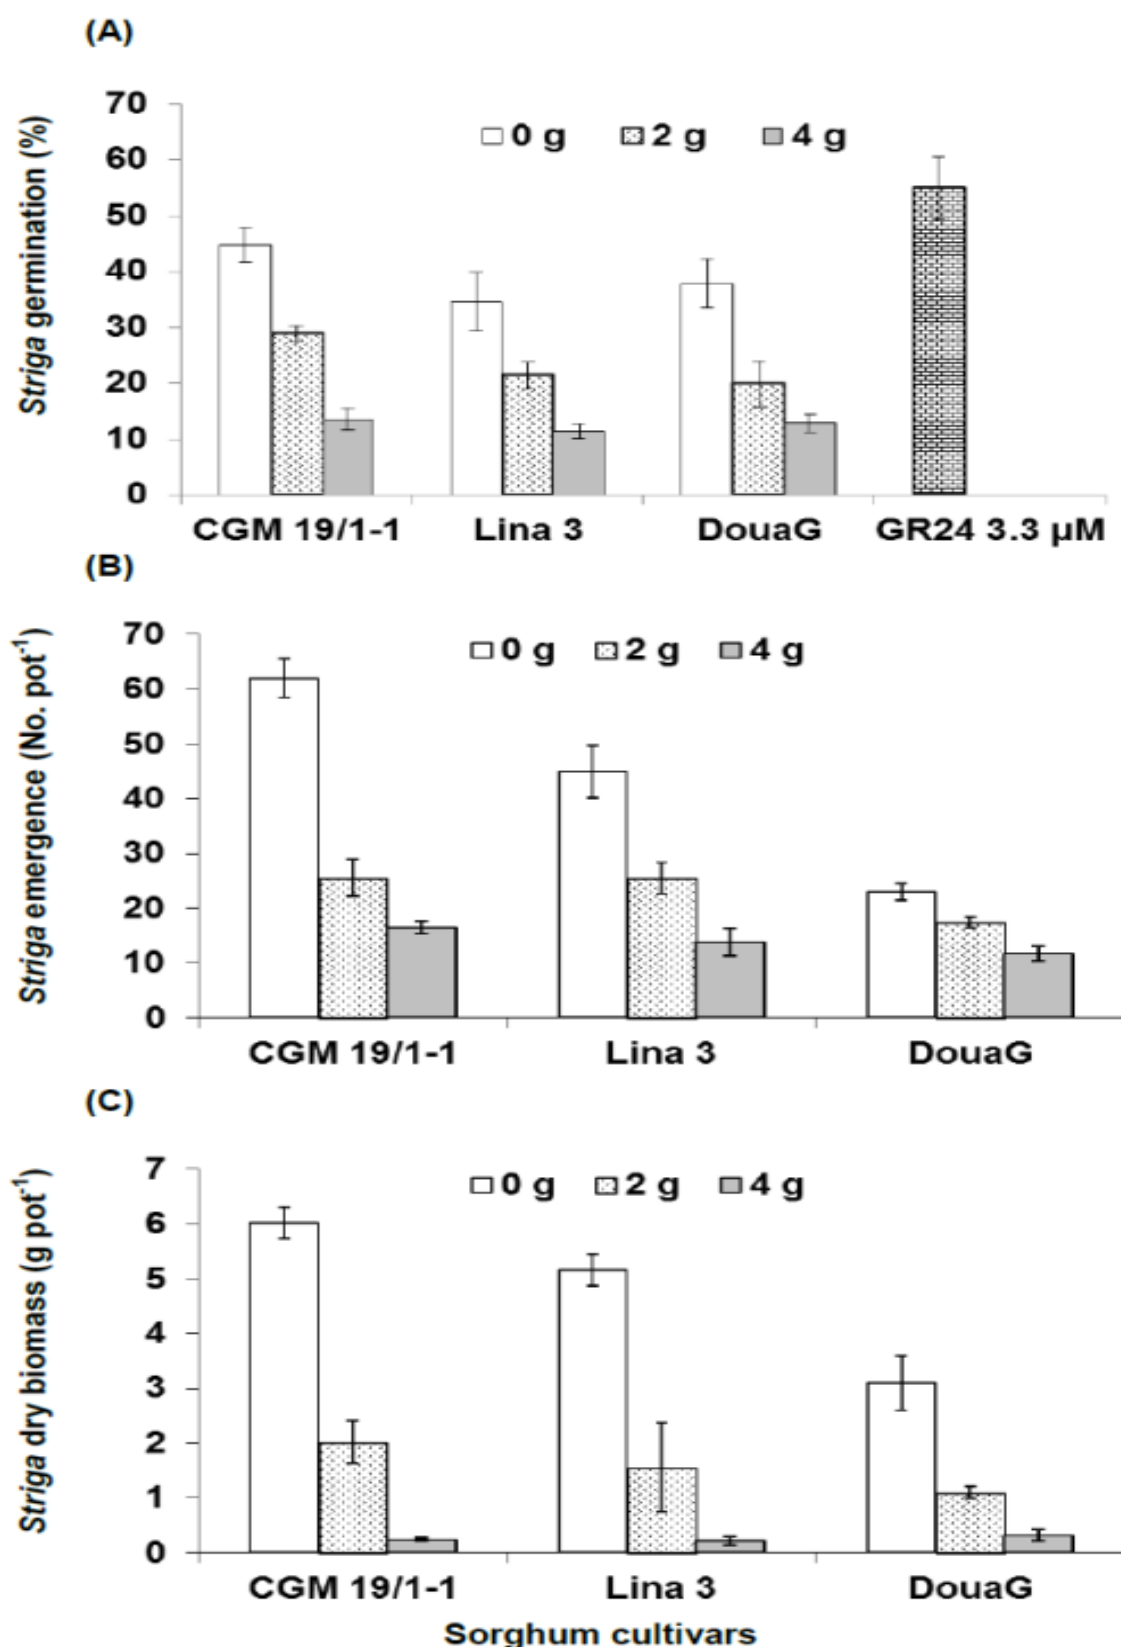 (A)
Striga germination (%)
70
60
50
40
30
20
10
0
0 g 2 g 4 g
CGM 19/1-1 Lina 3 DouaG GR24 3.3 µM
(B)
Striga emergence (No. pot⁻¹)
70
60
50
40
30
20
10
0
0 g 2 g 4 g
CGM 19/1-1 Lina 3 DouaG
(C)
Striga dry biomass (g pot⁻¹)
7
6
5
4
3
2
1
0
0 g 2 g 4 g
CGM 19/1-1 Lina 3 DouaG
Sorghum cultivars